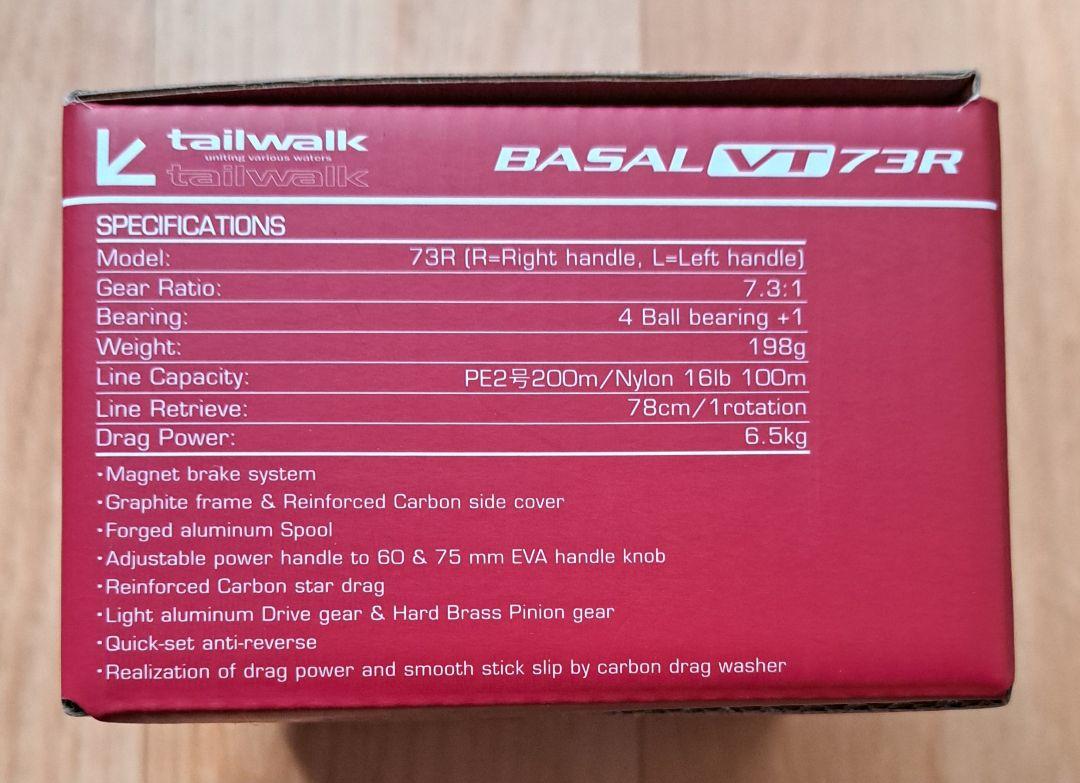 tailwalk
uniting various waters
tailwalk
BASAL VT 73R
SPECIFICATIONS
Model: 73R (R=Right handle, L=Left handle)
Gear Ratio: 7.3:1
Bearing: 4 Ball bearing +1
Weight: 198g
Line Capacity: PE2号200m/Nylon 16lb 100m
Line Retrieve: 78cm/1rotation
Drag Power: 6.5kg
・Magnet brake system
・Graphite frame & Reinforced Carbon side cover
・Forged aluminum Spool
・Adjustable power handle to 60 & 75 mm EVA handle knob
・Reinforced Carbon star drag
・Light aluminum Drive gear & Hard Brass Pinion gear
・Quick-set anti-reverse
・Realization of drag power and smooth stick slip by carbon drag washer